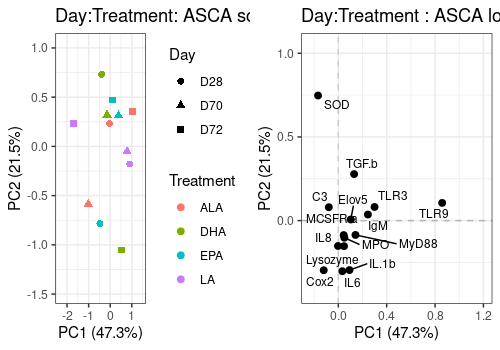 Day:Treatment: ASCA sc
PC2 (21.5%)
1.0
0.5
0.0
-0.5
-1.0
-1.5
-2
-1
0
1
PC1 (47.3%)
Day
D28
D70
D72
Treatment
ALA
DHA
EPA
LA
Day:Treatment : ASCA lo
PC2 (21.5%)
1.0
0.5
0.0
SOD
TGF.b
C3
Elov5
TLR3
TLR9
MCSFRa
IgM
IL8
MPO
MyD88
Lysozyme
IL.1b
Cox2
IL6
0.0
0.4
0.8
1.2
PC1 (47.3%)